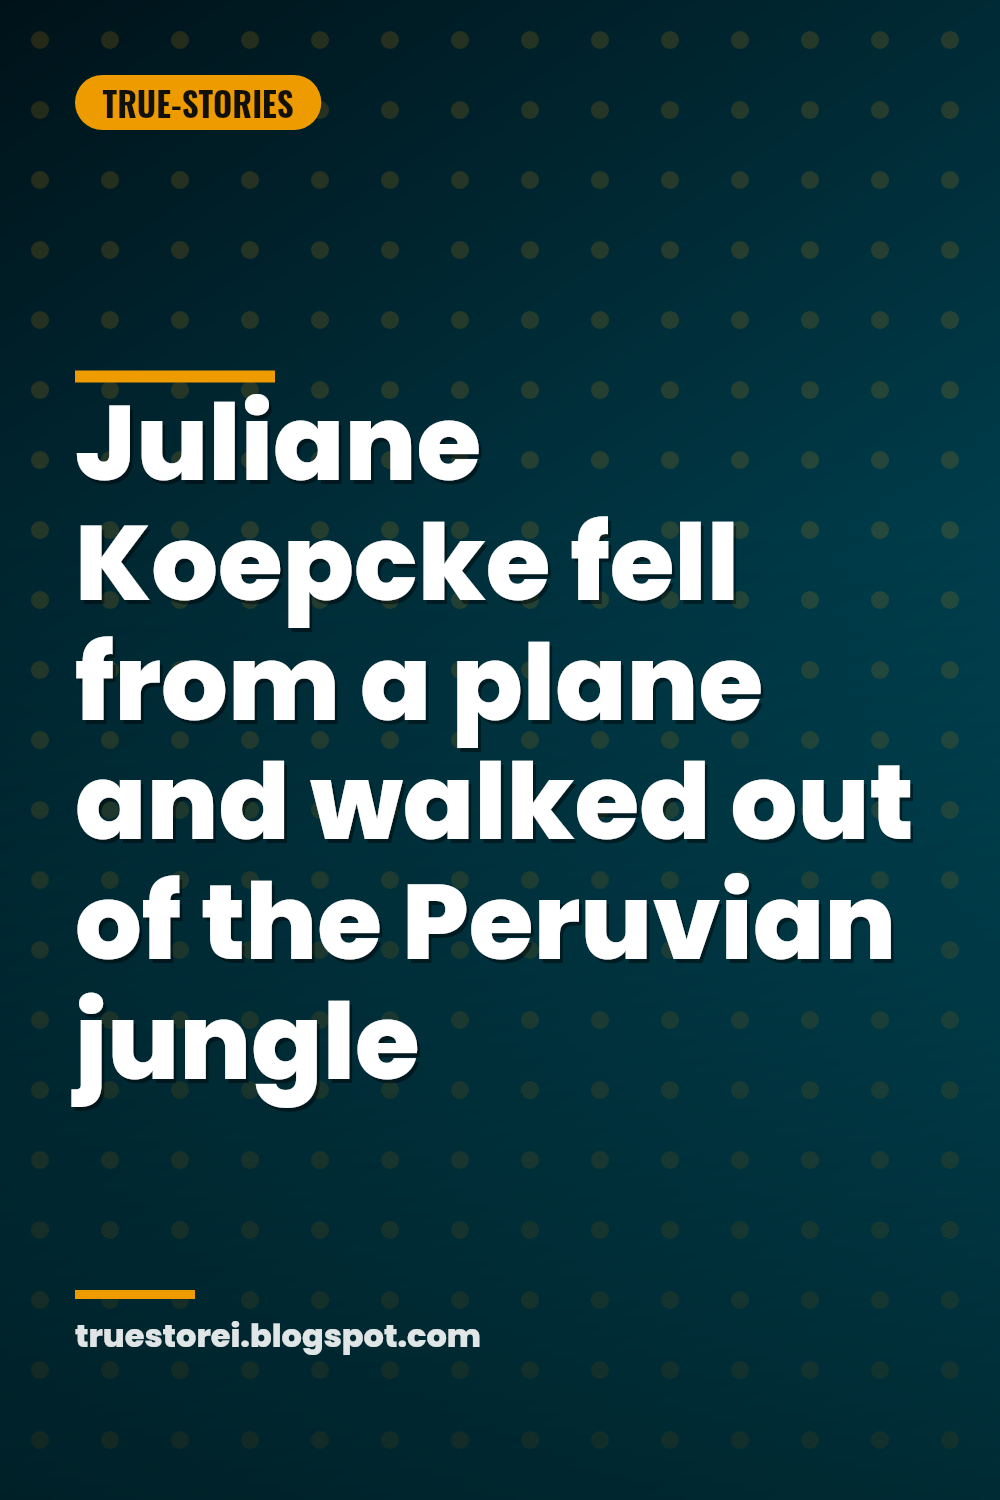 TRUE-STORIES
Juliane
Koepcke fell
from a plane
and walked out
of the Peruvian
jungle
truestorei.blogspot.com